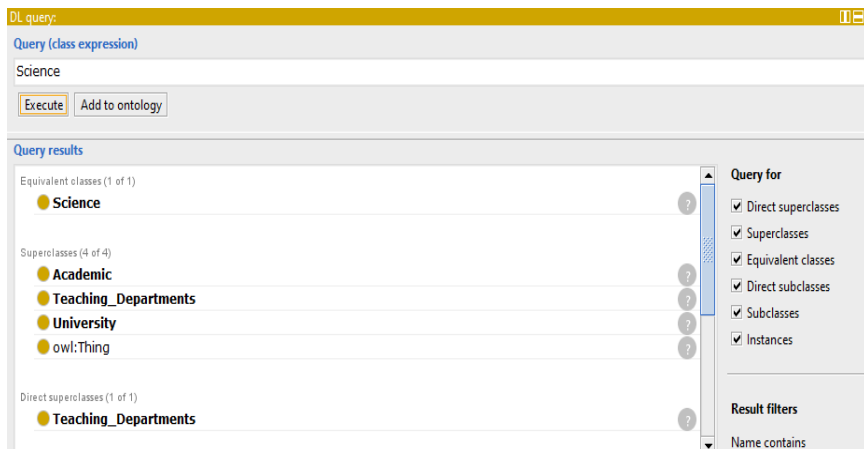 DL query:
Query (class expression)
Science
Execute Add to ontology
Query results
Equivalent classes (1 of 1)
Science
?
Superclasses (4 of 4)
Academic
?
Teaching_Departments
?
University
?
owl:Thing
?
Direct superclasses (1 of 1)
Teaching_Departments
?
Query for
Direct superclasses
Superclasses
Equivalent classes
Direct subclasses
Subclasses
Instances
Result filters
Name contains